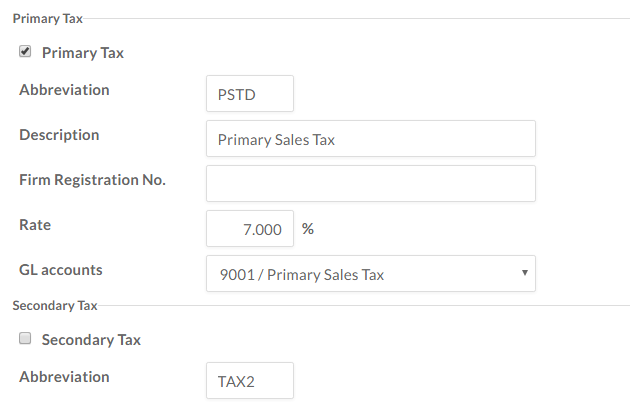 Primary Tax
Primary Tax
Abbreviation PSTD
Description Primary Sales Tax
Firm Registration No.
Rate 7.000 %
GL accounts 9001 / Primary Sales Tax
Secondary Tax
Secondary Tax
Abbreviation TAX2